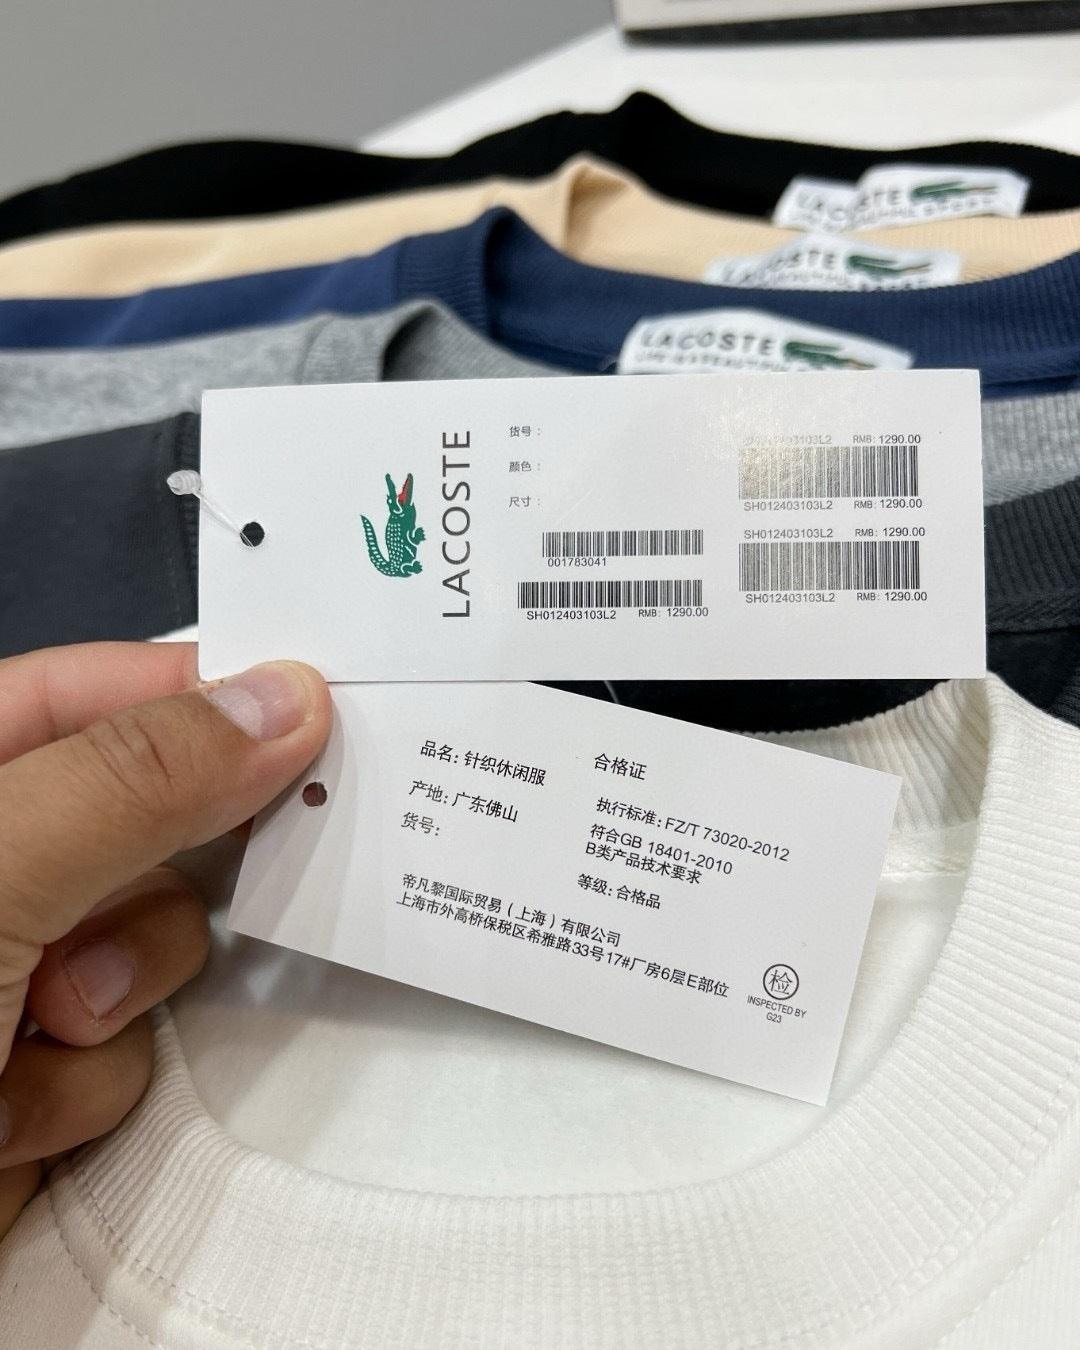 LACOSTE
LACOSTE
LACOSTE
货号：
颜色：
尺寸：
001783041
SH012403103L2 RMB: 1290.00
RMB: 1290.00
SH012403103L2 RMB: 1290.00
SH012403103L2 RMB: 1290.00
SH012403103L2 RMB: 1290.00
品名: 针织休闲服
产地: 广东佛山
货号:
合格证
执行标准: FZ/T 73020-2012
符合GB 18401-2010
B类产品技术要求
等级: 合格品
帝凡黎国际贸易（上海）有限公司
上海市外高桥保税区希雅路33号17#厂房6层E部位
检
INSPECTED BY
G23